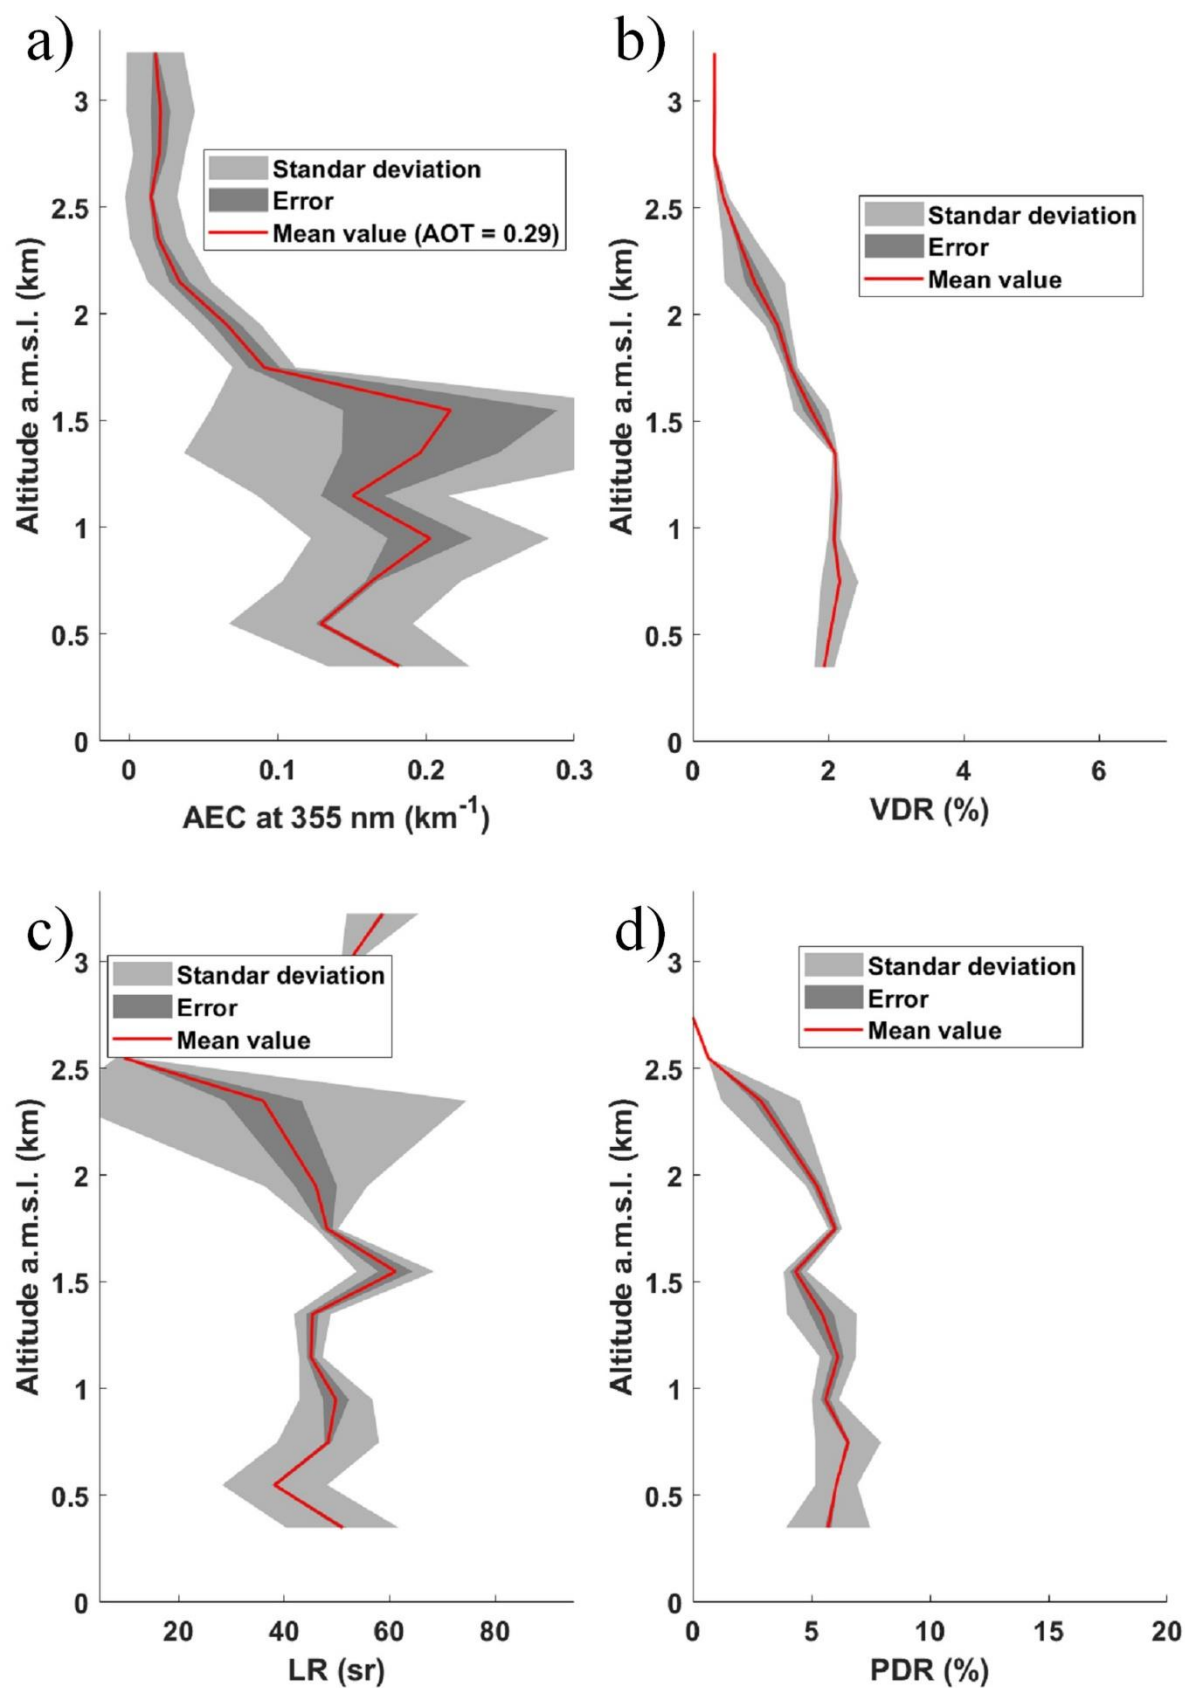 a)
Altitude a.m.s.l. (km)
3
2.5
2
1.5
1
0.5
0
Standar deviation
Error
Mean value (AOT = 0.29)
0 0.1 0.2 0.3
AEC at 355 nm (km-1)
b)
Altitude a.m.s.l. (km)
3
2.5
2
1.5
1
0.5
0
Standar deviation
Error
Mean value
0 2 4 6
VDR (%)
c)
Altitude a.m.s.l. (km)
3
2.5
2
1.5
1
0.5
0
Standar deviation
Error
Mean value
20 40 60 80
LR (sr)
d)
Altitude a.m.s.l. (km)
3
2.5
2
1.5
1
0.5
0
Standar deviation
Error
Mean value
0 5 10 15 20
PDR (%)